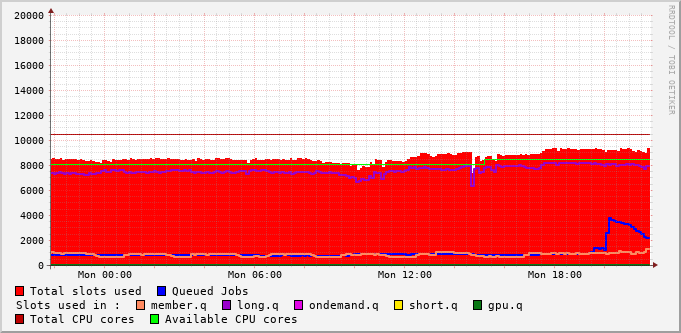 20000
18000
16000
14000
12000
10000
8000
6000
4000
2000
0
Mon 00:00 Mon 06:00 Mon 12:00 Mon 18:00
Total slots used Queued Jobs
Slots used in : member.q long.q ondemand.q short.q gpu.q
Total CPU cores Available CPU cores
RRDTOOL / TOBI OETIKER